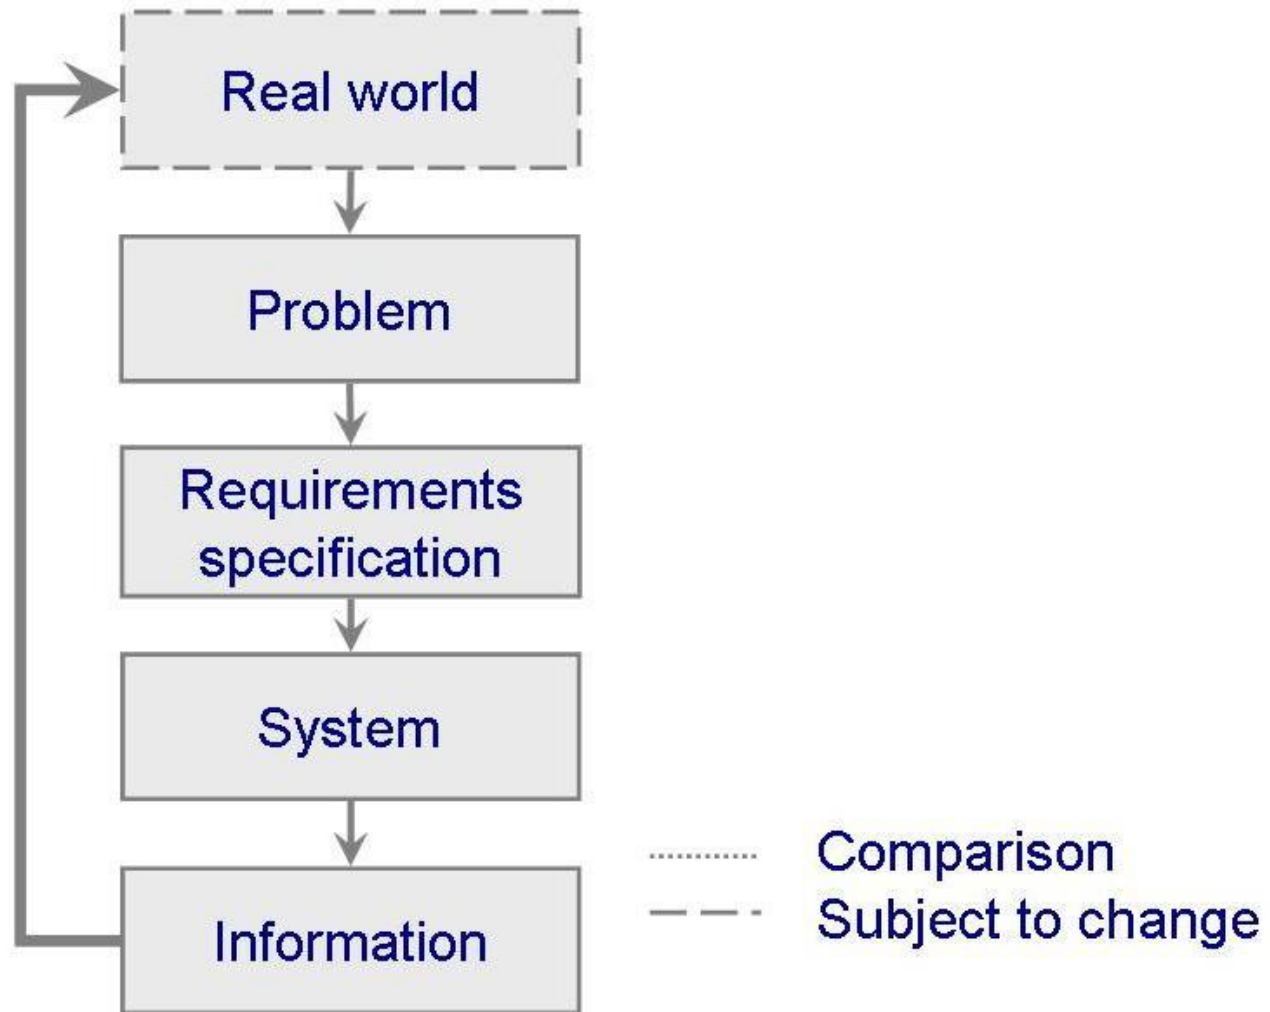 Real world
Problem
Requirements
specification
System
Information
Comparison
Subject to change